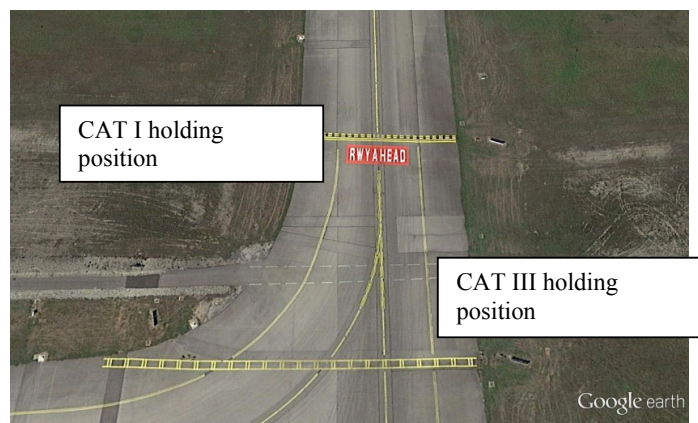 CAT I holding
position
RWY AHEAD
CAT III holding
position
Google earth